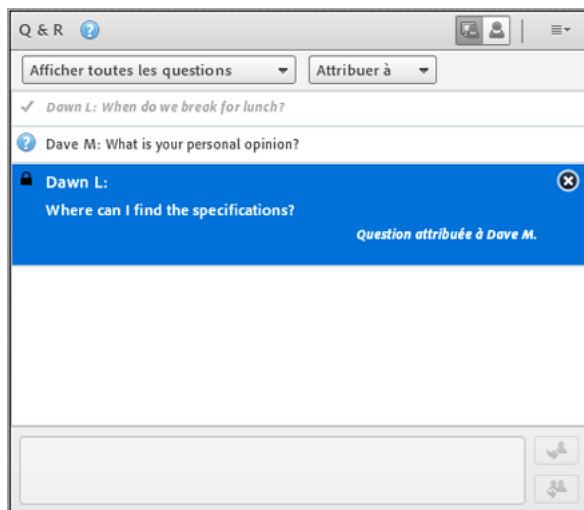 Q & R ?
Afficher toutes les questions Attribuer à
Dawn L: When do we break for lunch?
? Dave M: What is your personal opinion?
Dawn L:
Where can I find the specifications?
Question attribuée à Dave M.